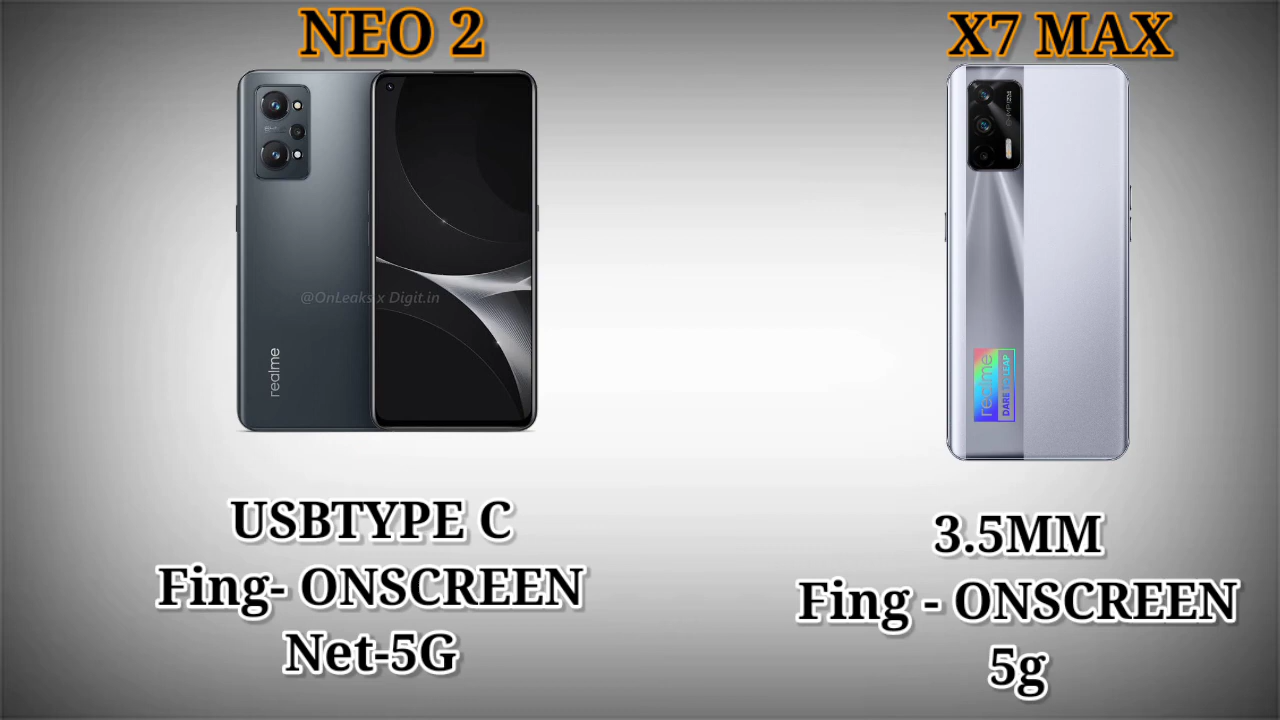 NEO 2
X7 MAX
@OnLeaks x Digit.in
realme
realme
DARE TO LEAP
USBTYPE C
Fing- ONSCREEN
Net-5G
3.5MM
Fing - ONSCREEN
5g